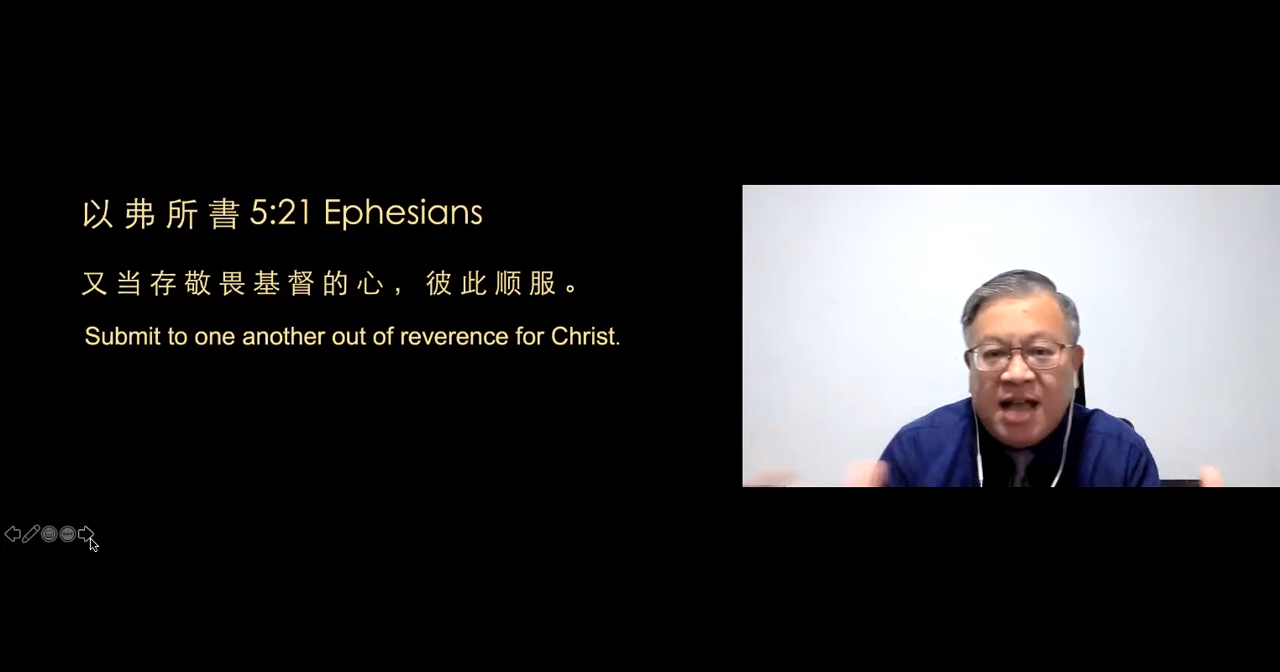 以弗所書 5:21 Ephesians
又当存敬畏基督的心，彼此顺服。
Submit to one another out of reverence for Christ.